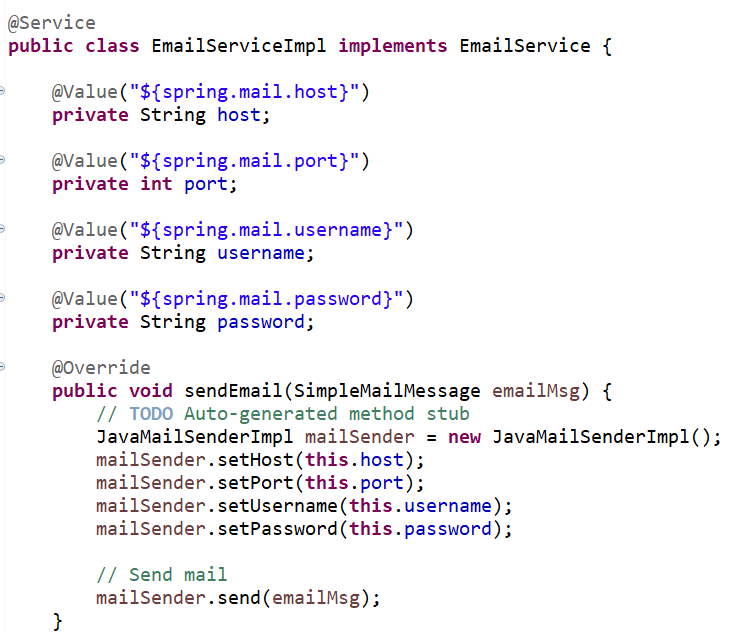 @Service
public class EmailServiceImpl implements EmailService {
@Value("${spring.mail.host}")
private String host;
@Value("${spring.mail.port}")
private int port;
@Value("${spring.mail.username}")
private String username;
@Value("${spring.mail.password}")
private String password;
@Override
public void sendEmail(SimpleMailMessage emailMsg) {
// TODO Auto-generated method stub
JavaMailSenderImpl mailSender = new JavaMailSenderImpl();
mailSender.setHost(this.host);
mailSender.setPort(this.port);
mailSender.setUsername(this.username);
mailSender.setPassword(this.password);
// Send mail
mailSender.send(emailMsg);
}